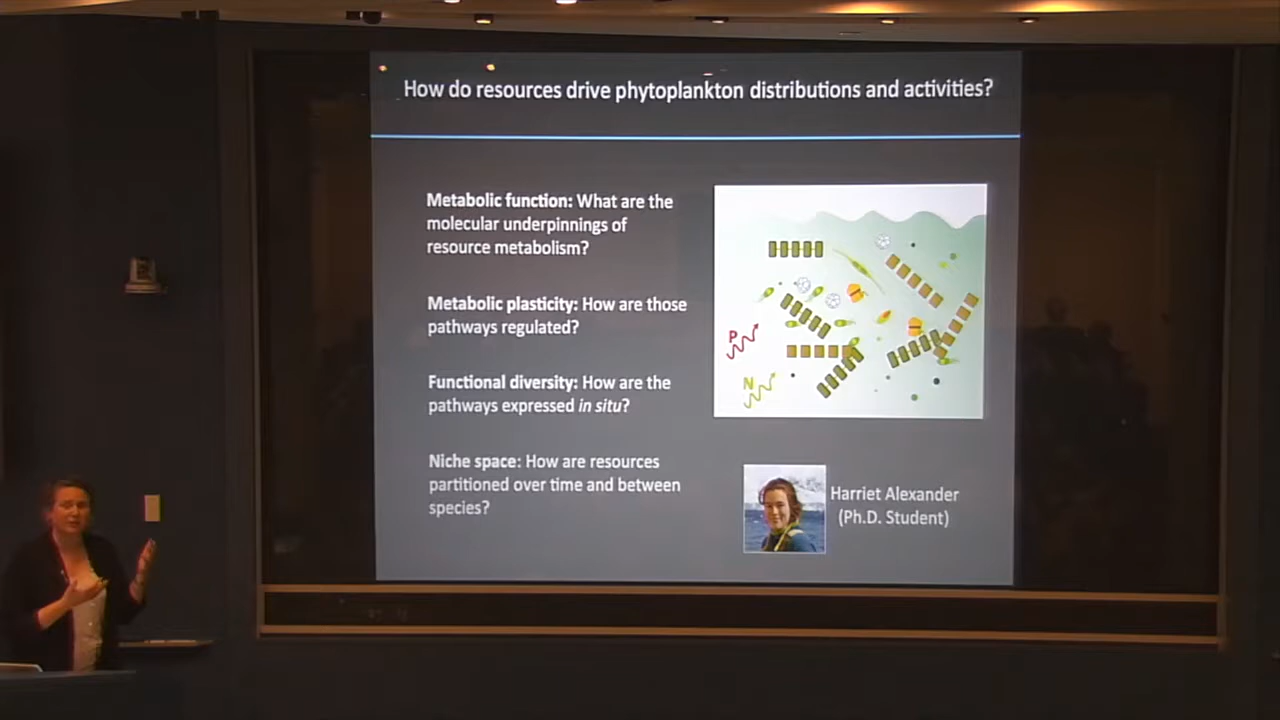 How do resources drive phytoplankton distributions and activities?
Metabolic function: What are the
molecular underpinnings of
resource metabolism?
Metabolic plasticity: How are those
pathways regulated?
Functional diversity: How are the
pathways expressed in situ?
Niche space: How are resources
partitioned over time and between
species?
P
N
Harriet Alexander
(Ph.D. Student)